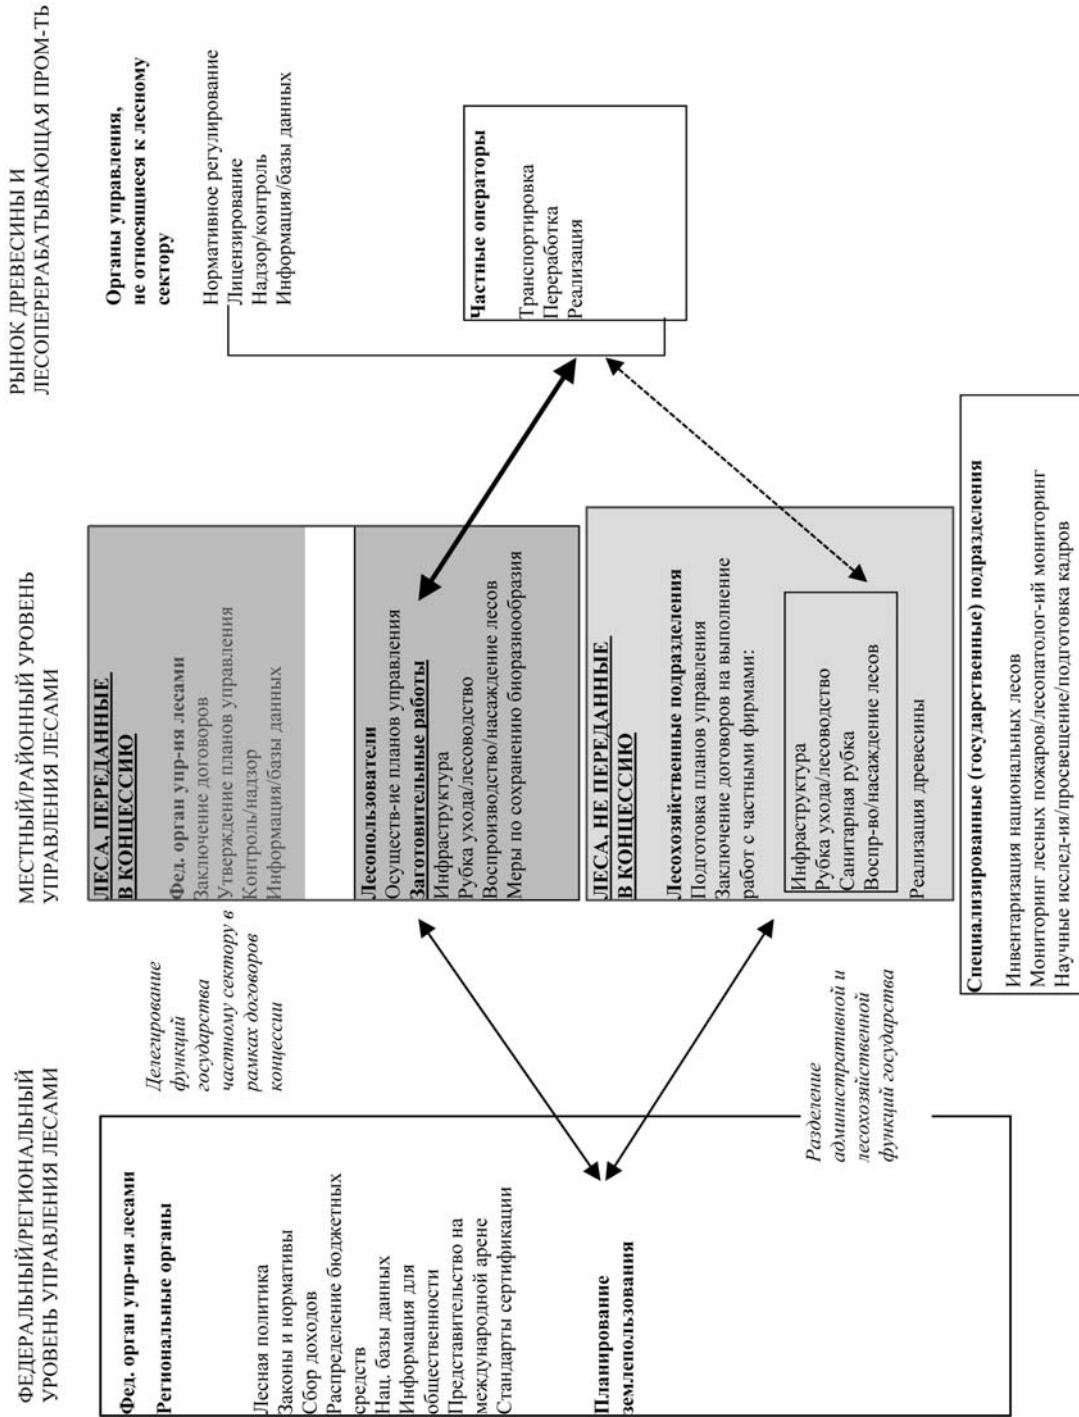 ФЕДЕРАЛЬНЫЙ/РЕГИОНАЛЬНЫЙ
УРОВЕНЬ УПРАВЛЕНИЯ ЛЕСАМИ
Фед. орган упр-ия лесами
Региональные органы
Лесная политика
Законы и нормативы
Сбор доходов
Распределение бюджетных
средств
Нац. базы данных
Информация для
общественности
Представительство на
международной арене
Стандарты сертификации
Планирование
землепользования
Делегирование
функций
государства
частному сектору в
рамках договоров
концессии
Разделение
административной и
лесохозяйственной
функций государства
МЕСТНЫЙ/РАЙОННЫЙ УРОВЕНЬ
УПРАВЛЕНИЯ ЛЕСАМИ
ЛЕСА, ПЕРЕДАННЫЕ
В КОНЦЕССИЮ
Фед. орган упр-ия лесами
Заключение договоров
Утверждение планов управления
Контроль/надзор
Информация/базы данных
Лесопользователи
Осуществ-ие планов управления
Заготовительные работы
Инфраструктура
Рубка ухода/лесоводство
Воспроизводство/насаждение лесов
Меры по сохранению биоразнообразия
ЛЕСА, НЕ ПЕРЕДАННЫЕ
В КОНЦЕССИЮ
Лесохозяйственные подразделения
Подготовка планов управления
Заключение договоров на выполнение
работ с частными фирмами:
Инфраструктура
Рубка ухода/лесоводство
Санитарная рубка
Воспр-во/насаждение лесов
Реализация древесины
Специализированные (государственные) подразделения
Инвентаризация национальных лесов
Мониторинг лесных пожаров/лесопатолог-ий мониторинг
Научные исслед-ия/просвещение/подготовка кадров
РЫНОК ДРЕВЕСИНЫ И
ЛЕСОПЕРЕРАБАТЫВАЮЩАЯ ПРОМ-ТЬ
Органы управления,
не относящиеся к лесному
сектору
Нормативное регулирование
Лицензирование
Надзор/контроль
Информация/базы данных
Частные операторы
Транспортировка
Переработка
Реализация